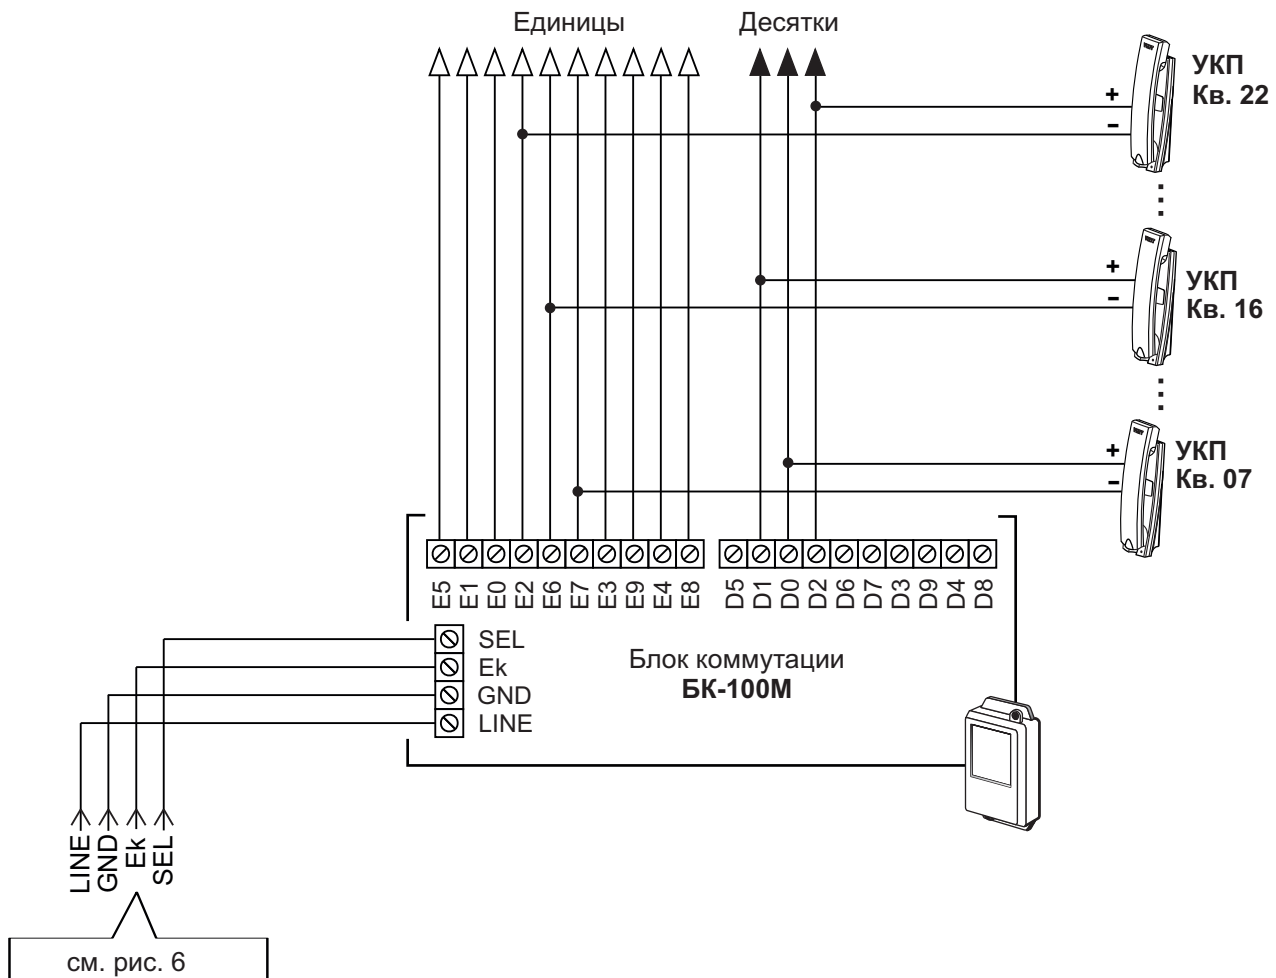 Единицы
Десятки
УКП
Кв. 22
+
–
УКП
Кв. 16
+
–
УКП
Кв. 07
+
–
E5 E1 E0 E2 E6 E7 E3 E9 E4 E8
D5 D1 D0 D2 D6 D7 D3 D9 D4 D8
SEL
Ek
GND
LINE
Блок коммутации
БК-100М
LINE
GND
Ek
SEL
см. рис. 6